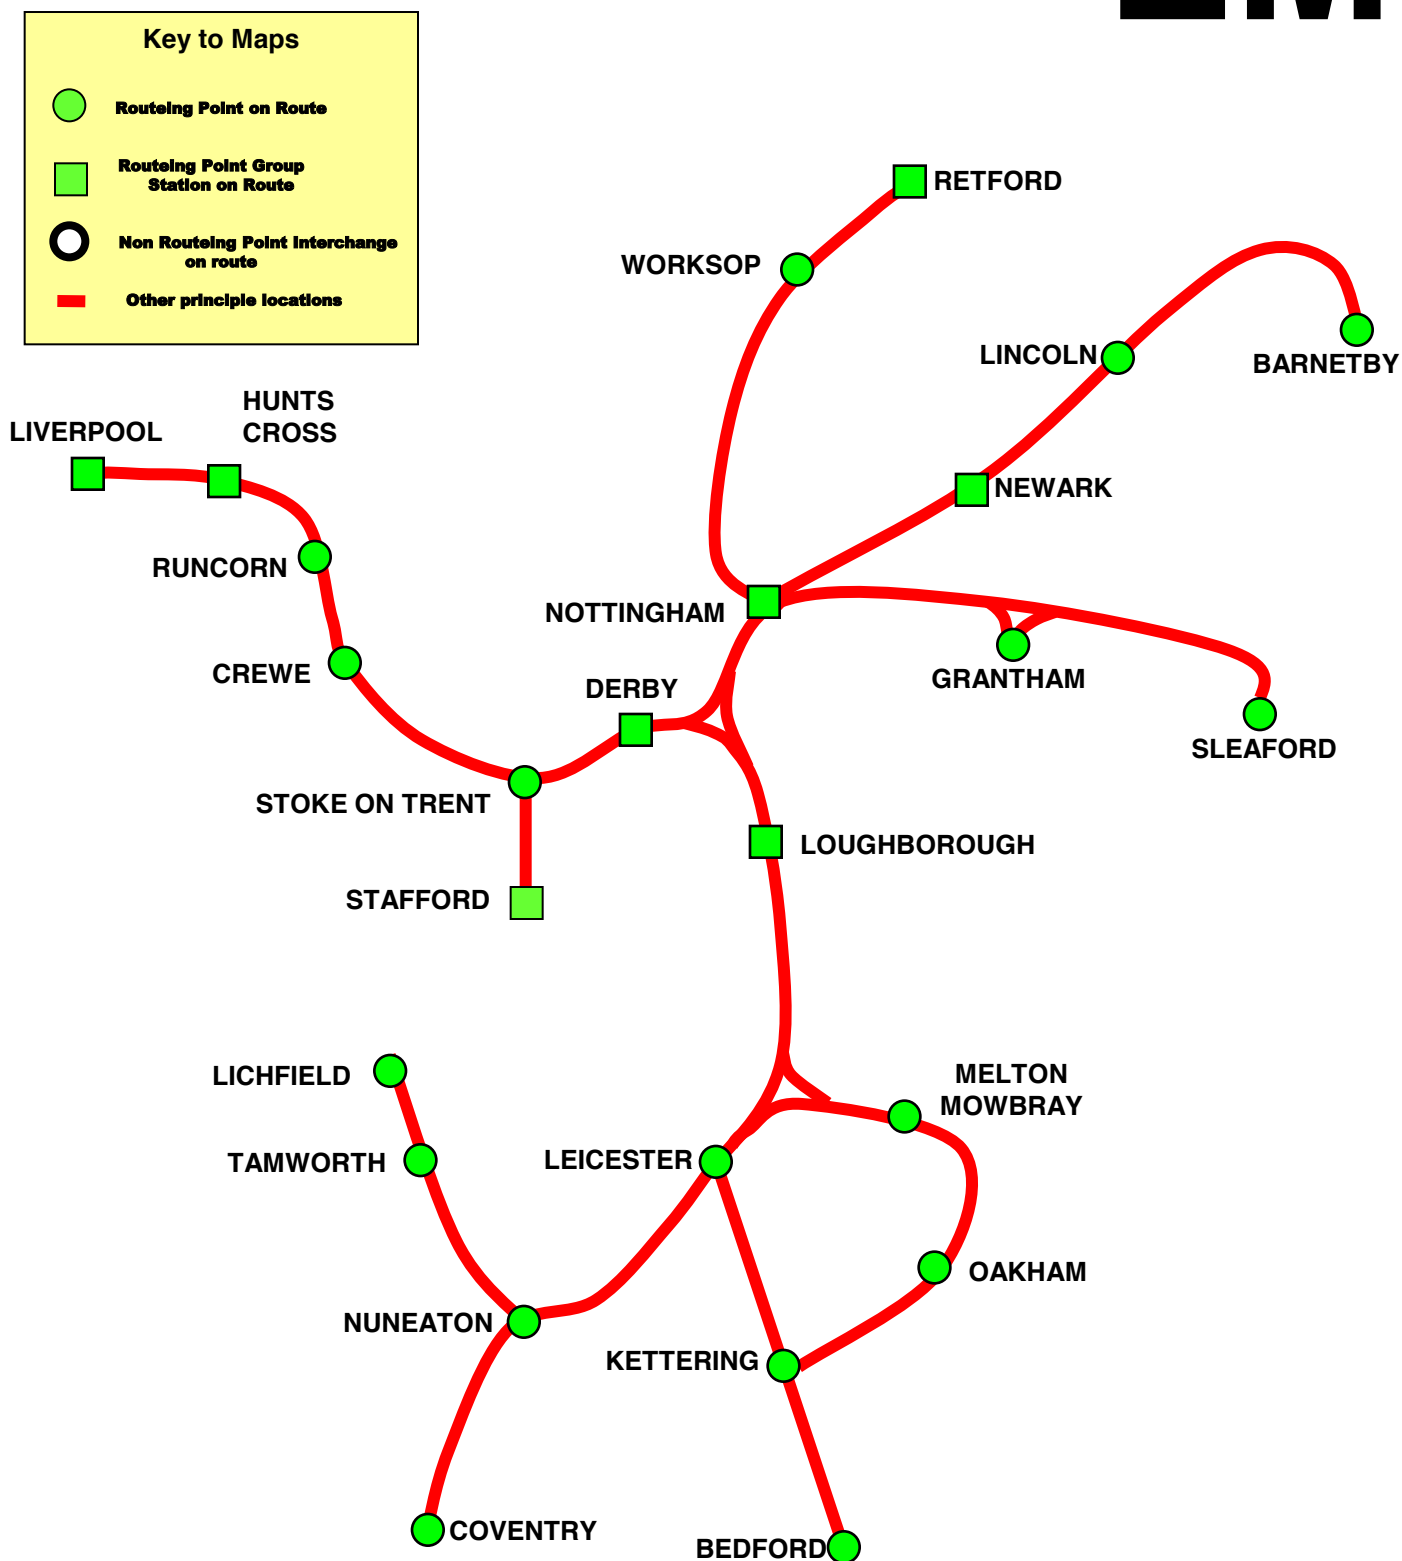 Key to Maps
Routeing Point on Route
Routeing Point Group
Station on Route
Non Routeing Point Interchange
on route
Other principle locations
RETFORD
WORKSOP
LINCOLN
BARNETBY
HUNTS
CROSS
LIVERPOOL
NEWARK
RUNCORN
NOTTINGHAM
CREWE
GRANTHAM
DERBY
SLEAFORD
STOKE ON TRENT
LOUGHBOROUGH
STAFFORD
LICHFIELD
MELTON
MOWBRAY
TAMWORTH
LEICESTER
OAKHAM
NUNEATON
KETTERING
COVENTRY
BEDFORD